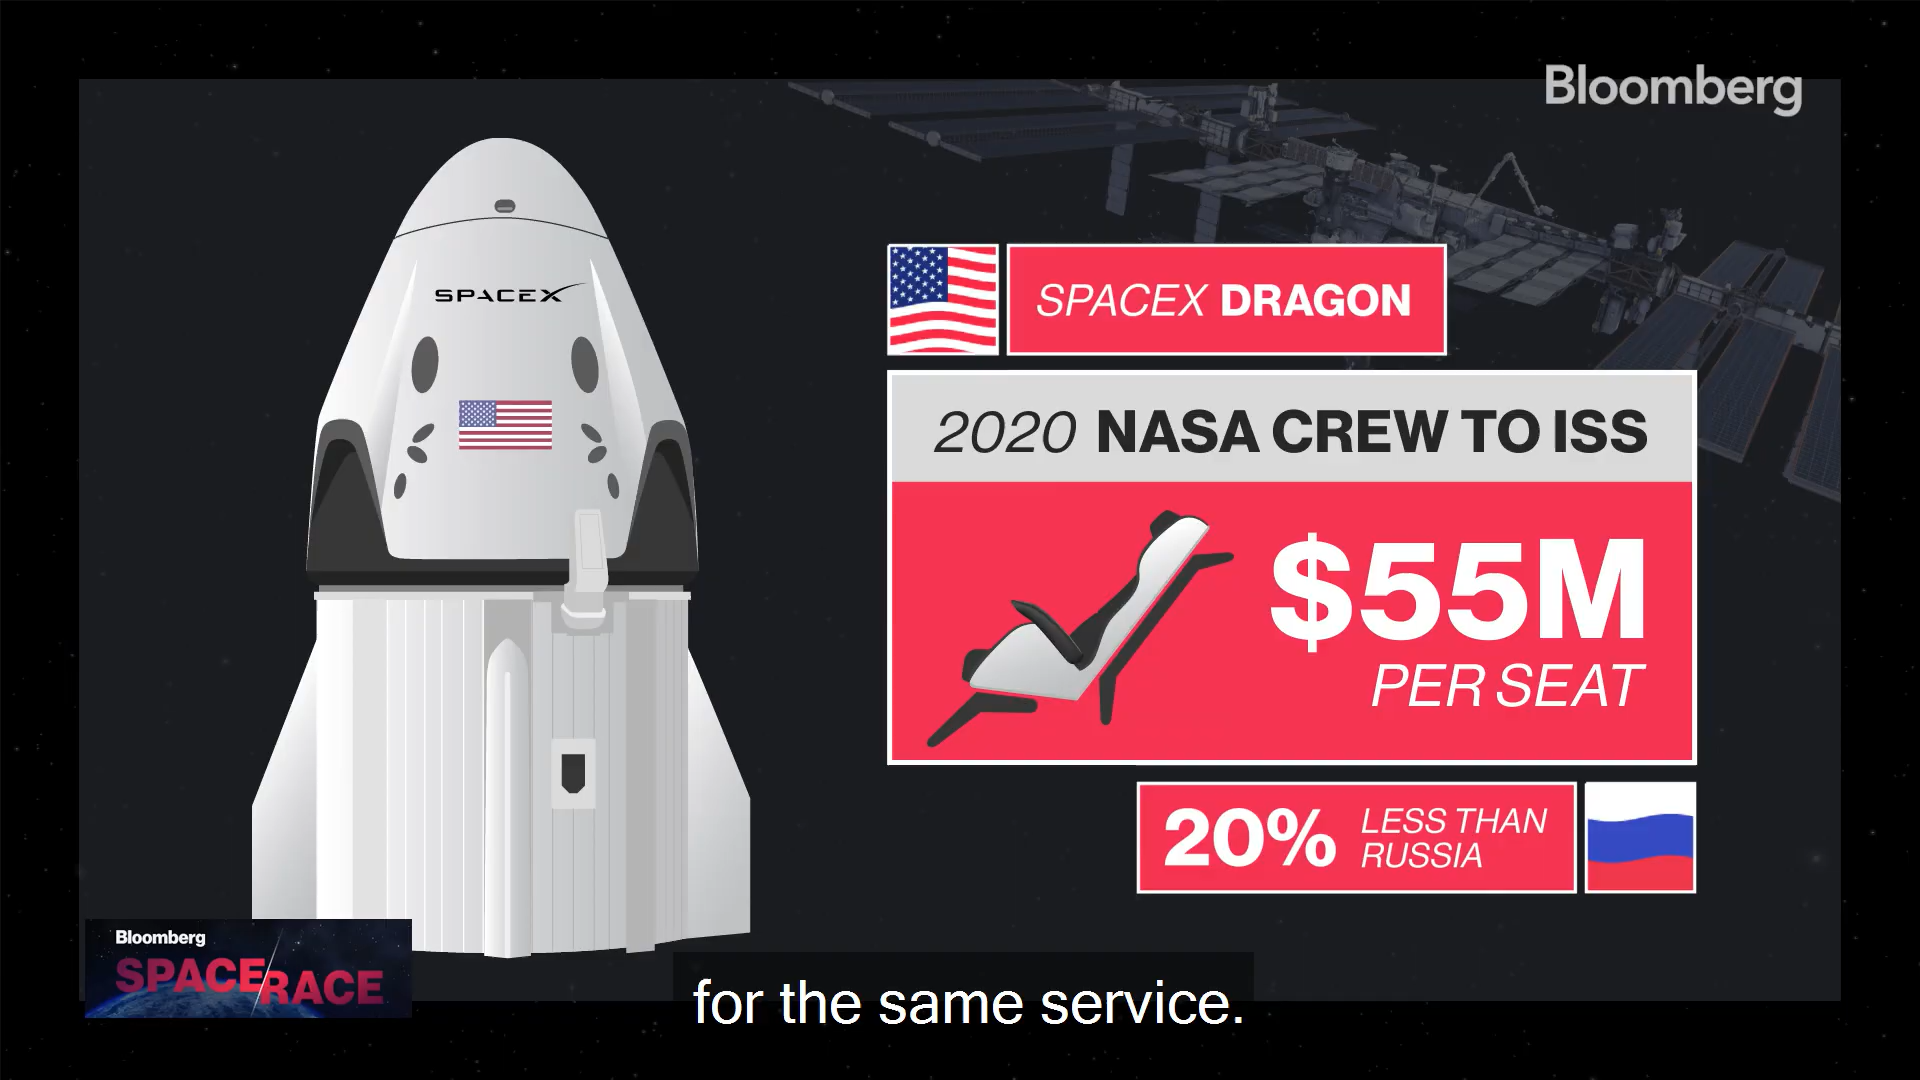 Bloomberg
SPACEX
SPACEX DRAGON
2020 NASA CREW TO ISS
$55M
PER SEAT
20% LESS THAN
RUSSIA
Bloomberg
SPACE RACE
for the same service.